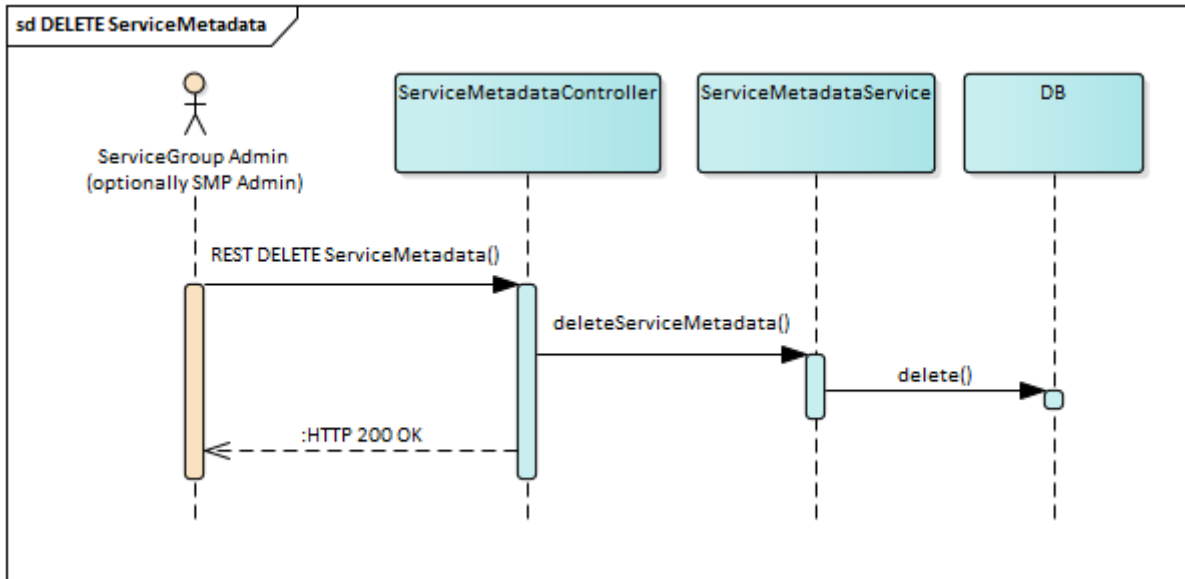 sd DELETE ServiceMetadata
ServiceGroup Admin
(optionally SMP Admin)
ServiceMetadataController
ServiceMetadataService
DB
REST DELETE ServiceMetadata()
deleteServiceMetadata()
delete()
:HTTP 200 OK